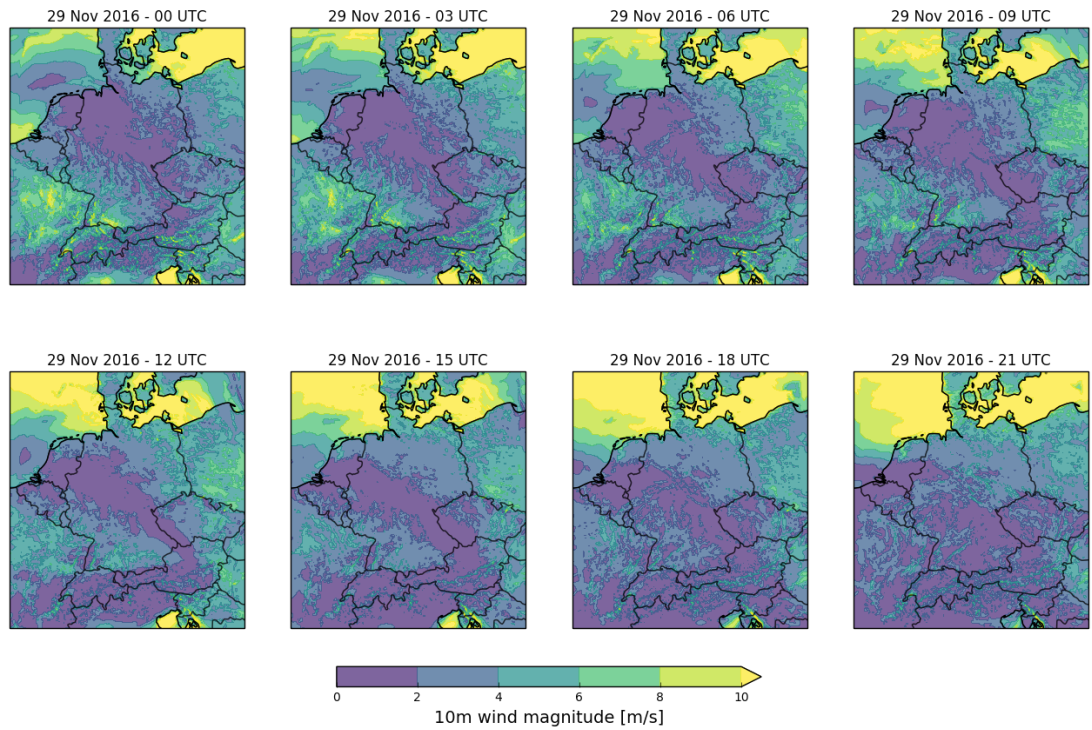 29 Nov 2016 - 00 UTC
29 Nov 2016 - 03 UTC
29 Nov 2016 - 06 UTC
29 Nov 2016 - 09 UTC
29 Nov 2016 - 12 UTC
29 Nov 2016 - 15 UTC
29 Nov 2016 - 18 UTC
29 Nov 2016 - 21 UTC
0 2 4 6 8 10
10m wind magnitude [m/s]